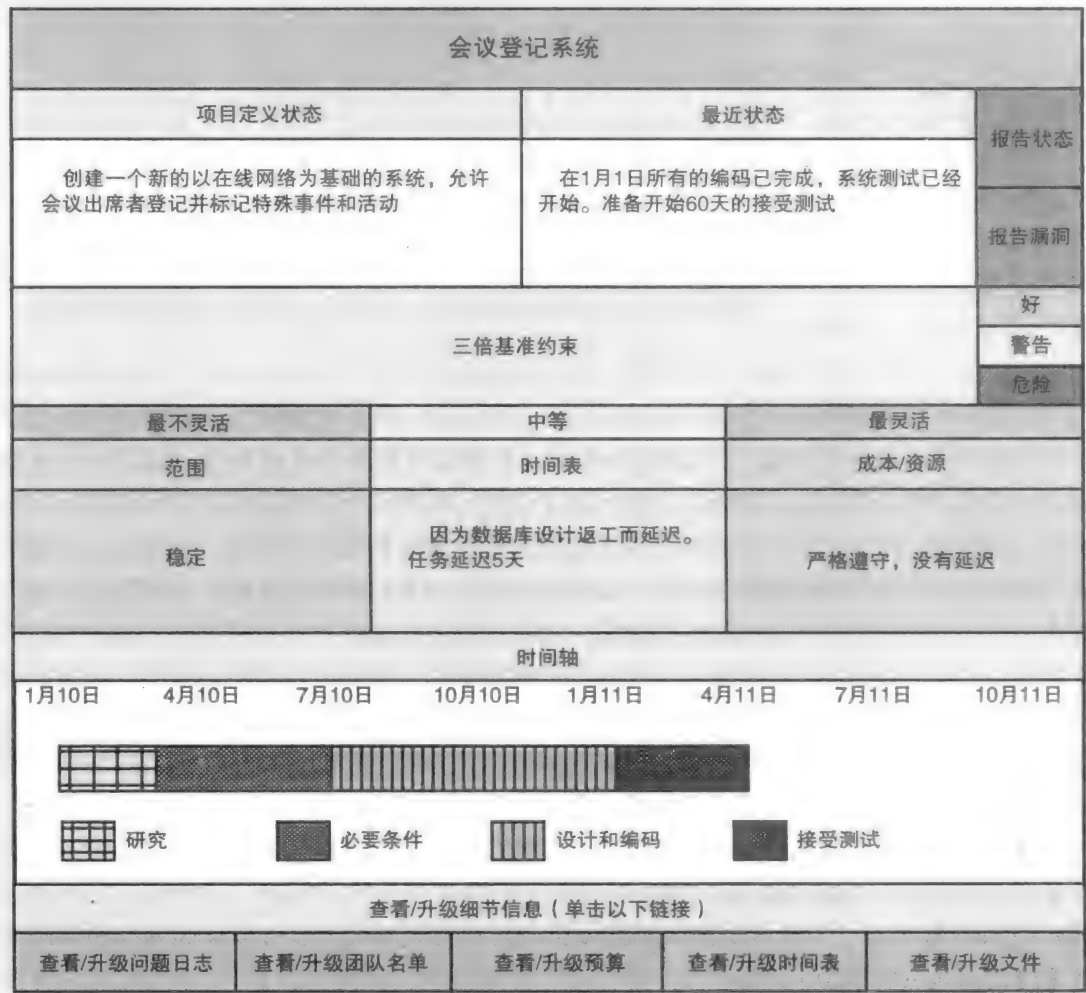 会议登记系统
项目定义状态
最近状态
报告状态
创建一个新的以在线网络为基础的系统，允许
会议出席者登记并标记特殊事件和活动
在1月1日所有的编码已完成，系统测试已经
开始。准备开始60天的接受测试
报告漏洞
三倍基准约束
好
警告
危险
最不灵活
中等
最灵活
范围
时间表
成本/资源
稳定
因为数据库设计返工而延迟。
任务延迟5天
严格遵守，没有延迟
时间轴
1月10日 4月10日 7月10日 10月10日 1月11日 4月11日 7月11日 10月11日
研究 必要条件 设计和编码 接受测试
查看/升级细节信息（单击以下链接）
查看/升级问题日志 查看/升级团队名单 查看/升级预算 查看/升级时间表 查看/升级文件